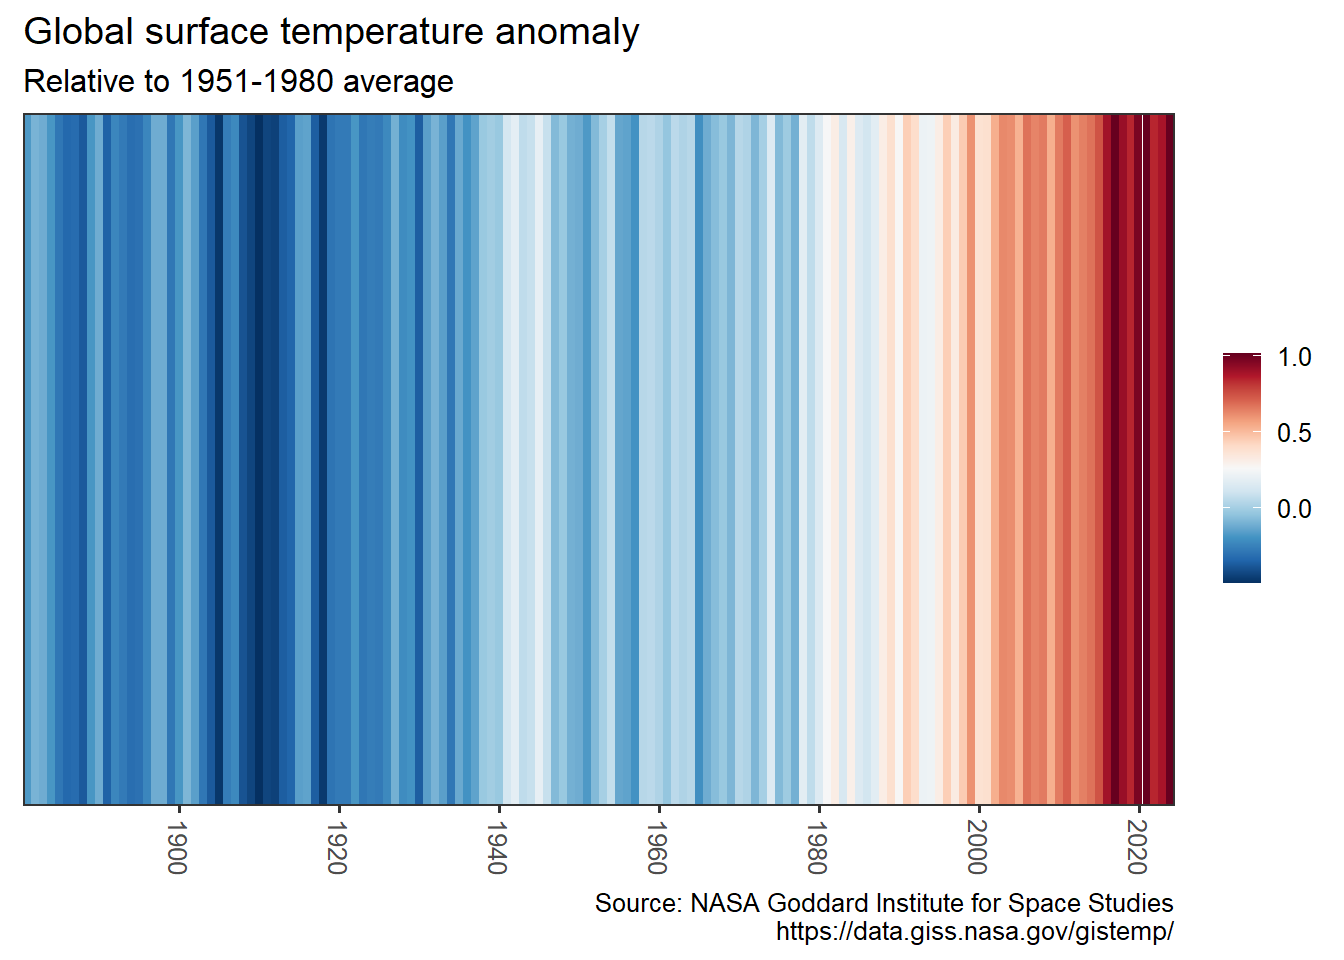 Global surface temperature anomaly
Relative to 1951-1980 average
1.0
0.5
0.0
1900
1920
1940
1960
1980
2000
2020
Source: NASA Goddard Institute for Space Studies
https://data.giss.nasa.gov/gistemp/